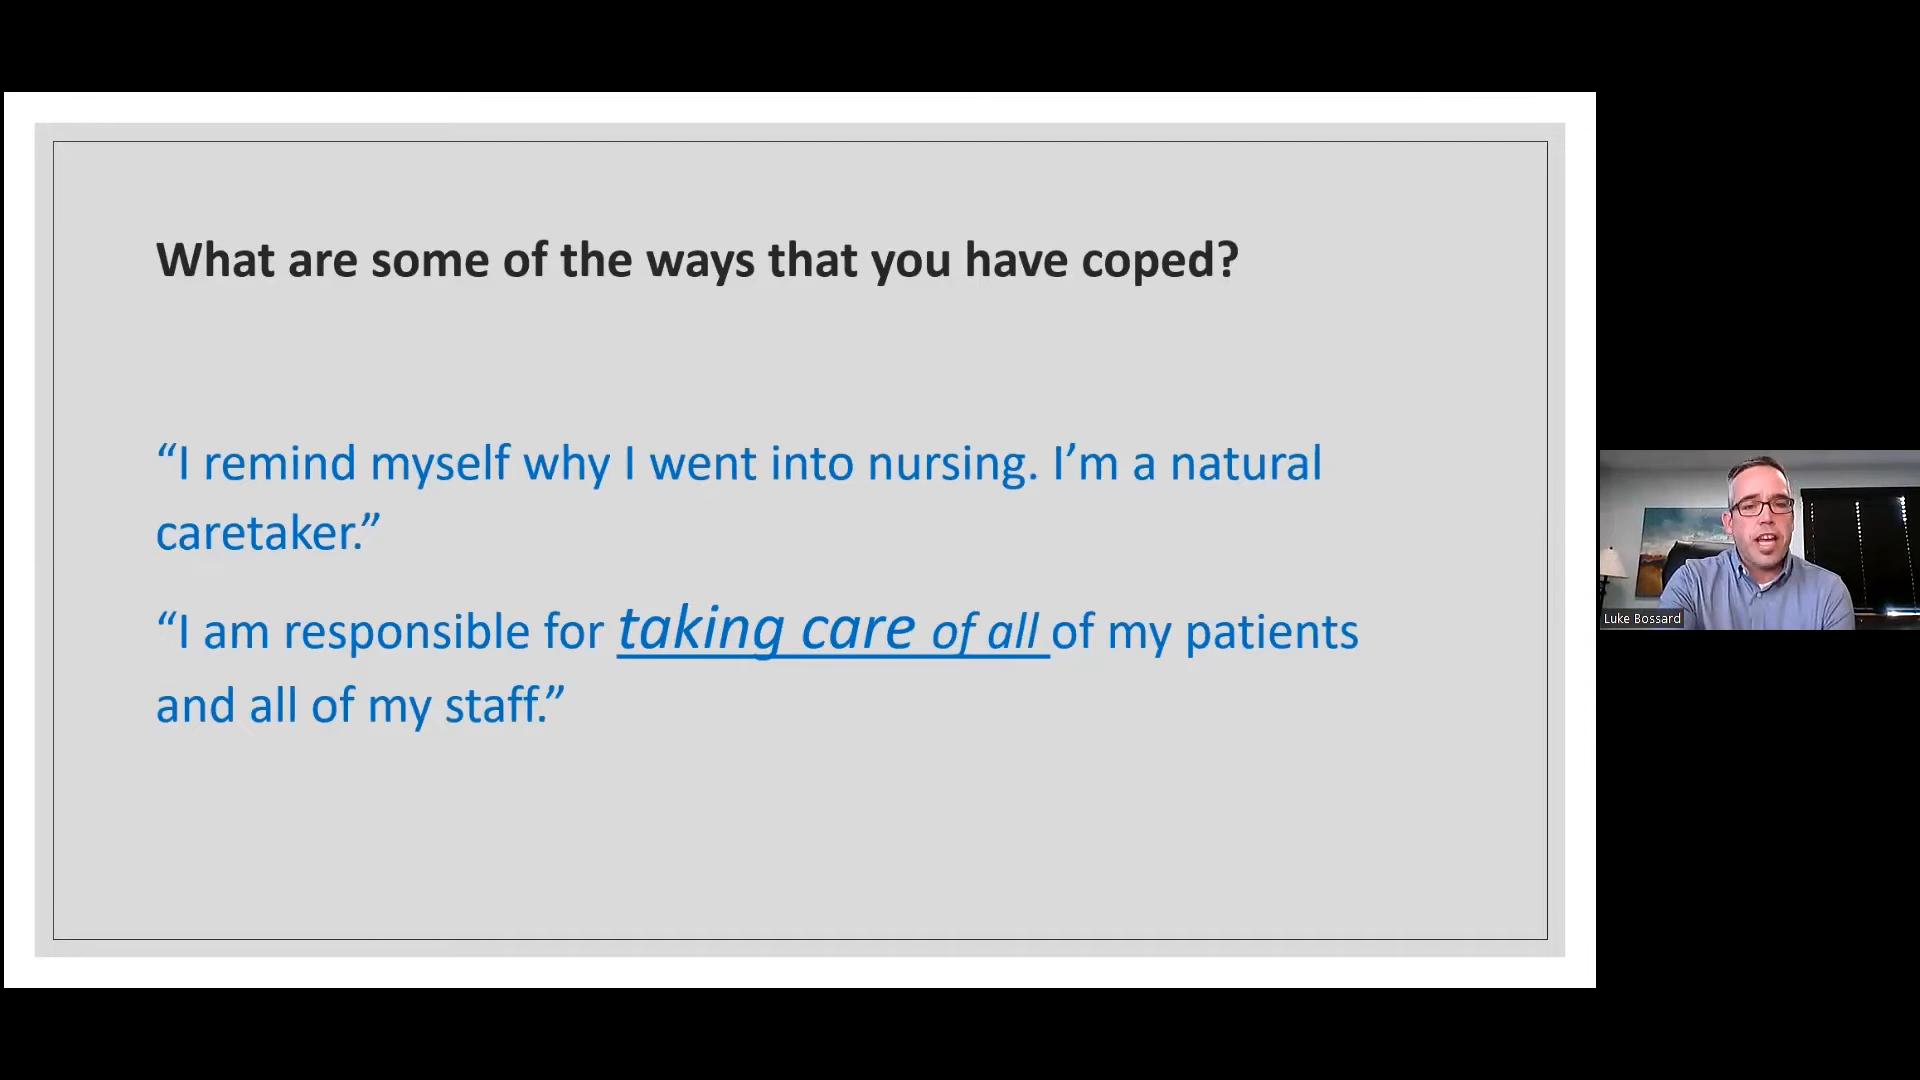 What are some of the ways that you have coped?
“I remind myself why I went into nursing. I’m a natural
caretaker.”
“I am responsible for taking care of all of my patients
and all of my staff.”
Luke Bossard